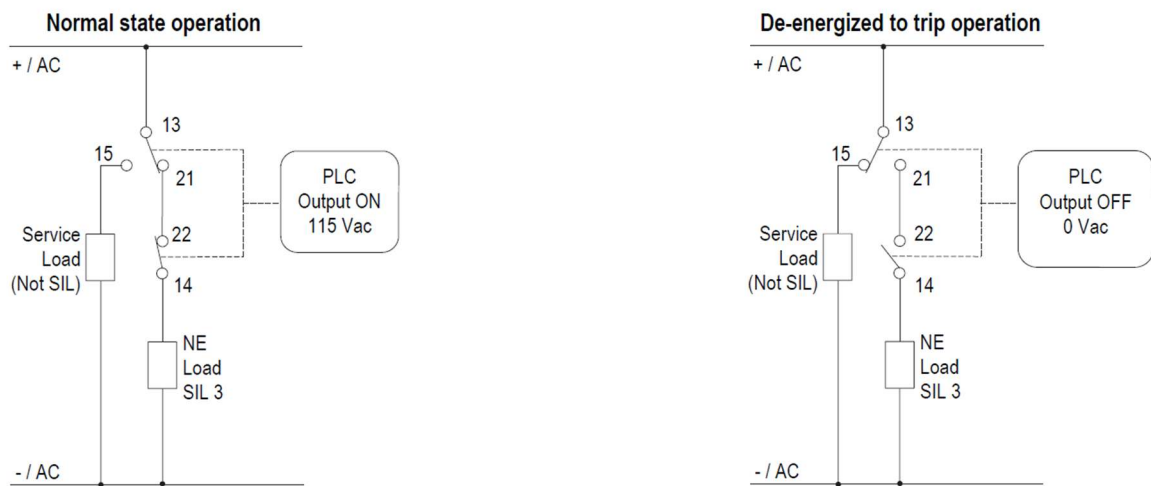 Normal state operation
+ / AC
13
15
21
22
14
Service
Load
(Not SIL)
NE
Load
SIL 3
PLC
Output ON
115 Vac
- / AC
De-energized to trip operation
+ / AC
13
15
21
22
14
Service
Load
(Not SIL)
NE
Load
SIL 3
PLC
Output OFF
0 Vac
- / AC